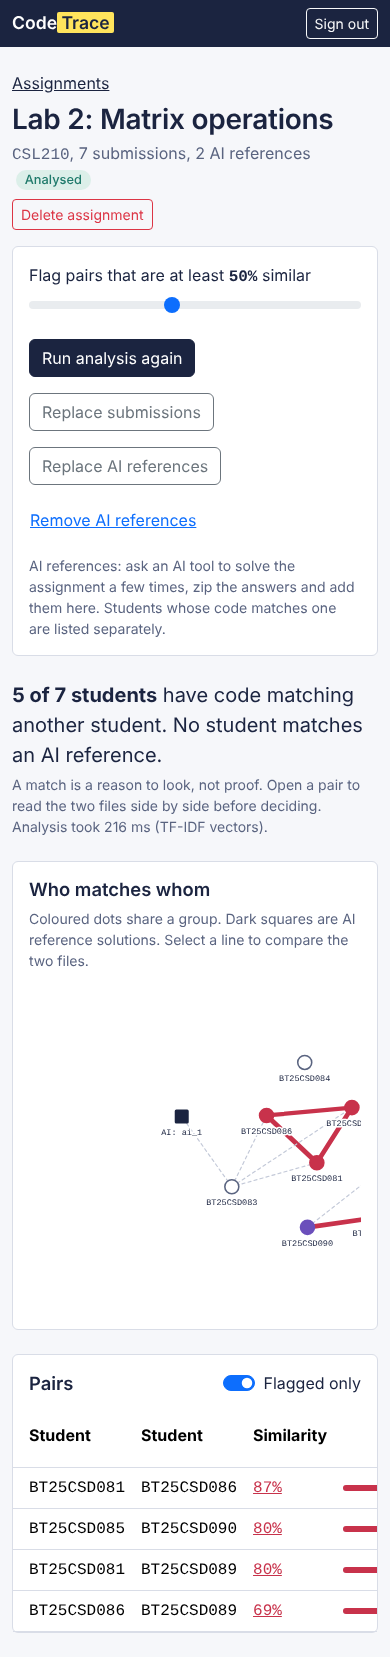 CodeTrace
Sign out
Assignments
Lab 2: Matrix operations
CSL210, 7 submissions, 2 AI references
Analysed
Delete assignment
Flag pairs that are at least 50% similar
Run analysis again
Replace submissions
Replace AI references
Remove AI references
AI references: ask an AI tool to solve the
assignment a few times, zip the answers and add
them here. Students whose code matches one
are listed separately.
5 of 7 students have code matching
another student. No student matches
an AI reference.
A match is a reason to look, not proof. Open a pair to
read the two files side by side before deciding.
Analysis took 216 ms (TF-IDF vectors).
Who matches whom
Coloured dots share a group. Dark squares are AI
reference solutions. Select a line to compare the
two files.
BT25CSD084
AI: ai_1
BT25CSD086
BT25CSD081
BT25CSD083
BT25CSD090
Pairs
Flagged only
Student Student Similarity
BT25CSD081 BT25CSD086 87%
BT25CSD085 BT25CSD090 80%
BT25CSD081 BT25CSD089 80%
BT25CSD086 BT25CSD089 69%